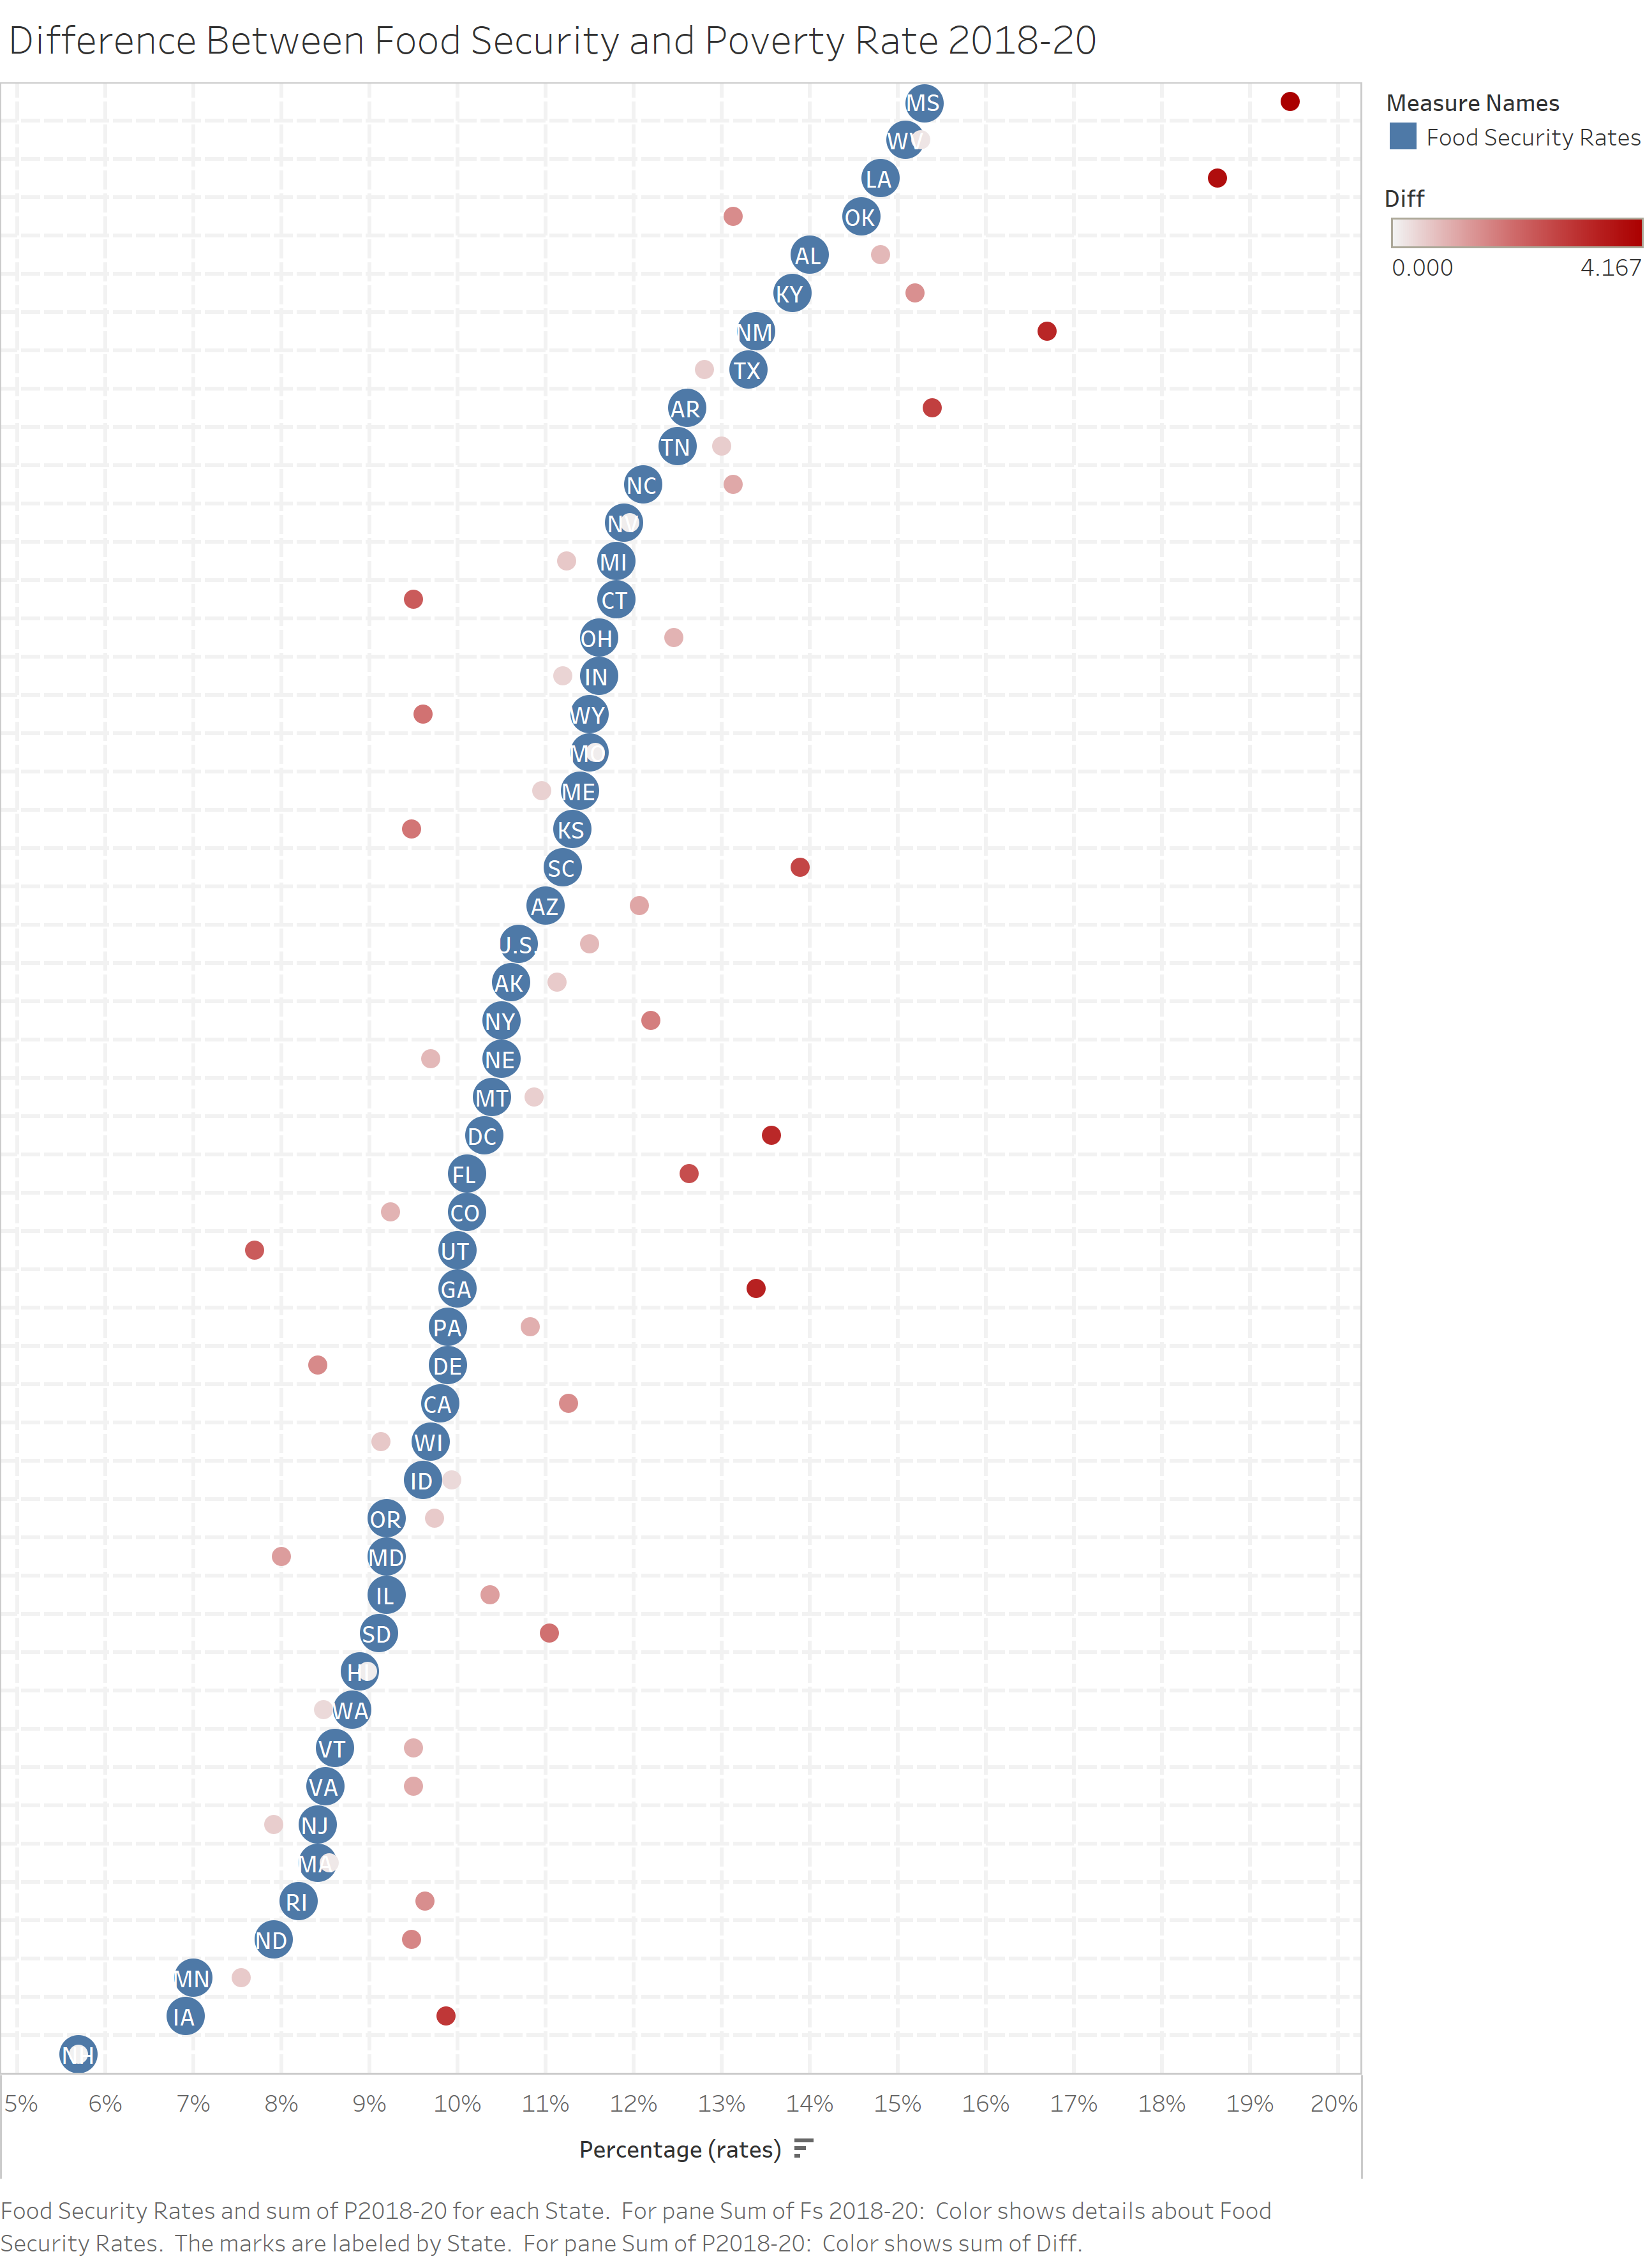 Difference Between Food Security and Poverty Rate 2018-20
Measure Names
Food Security Rates
Diff
0.000 4.167
MS
WV
LA
OK
AL
KY
NM
TX
AR
TN
NC
NV
MI
CT
OH
IN
WY
MO
ME
KS
SC
AZ
U.S.
AK
NY
NE
MT
DC
FL
CO
UT
GA
PA
DE
CA
WI
ID
OR
MD
IL
SD
HI
WA
VT
VA
NJ
MA
RI
ND
MN
IA
NH
5% 6% 7% 8% 9% 10% 11% 12% 13% 14% 15% 16% 17% 18% 19% 20%
Percentage (rates)
Food Security Rates and sum of P2018-20 for each State. For pane Sum of Fs 2018-20: Color shows details about Food
Security Rates. The marks are labeled by State. For pane Sum of P2018-20: Color shows sum of Diff.